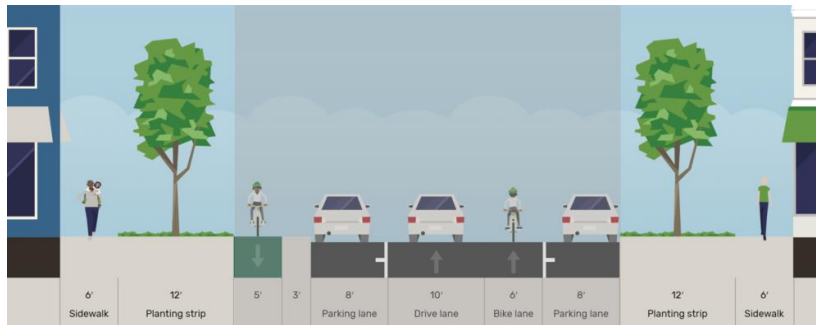 6' 12' 5' 3' 8' 10' 6' 8' 12' 6'
Sidewalk Planting strip Parking lane Drive lane Bike lane Parking lane Planting strip Sidewalk